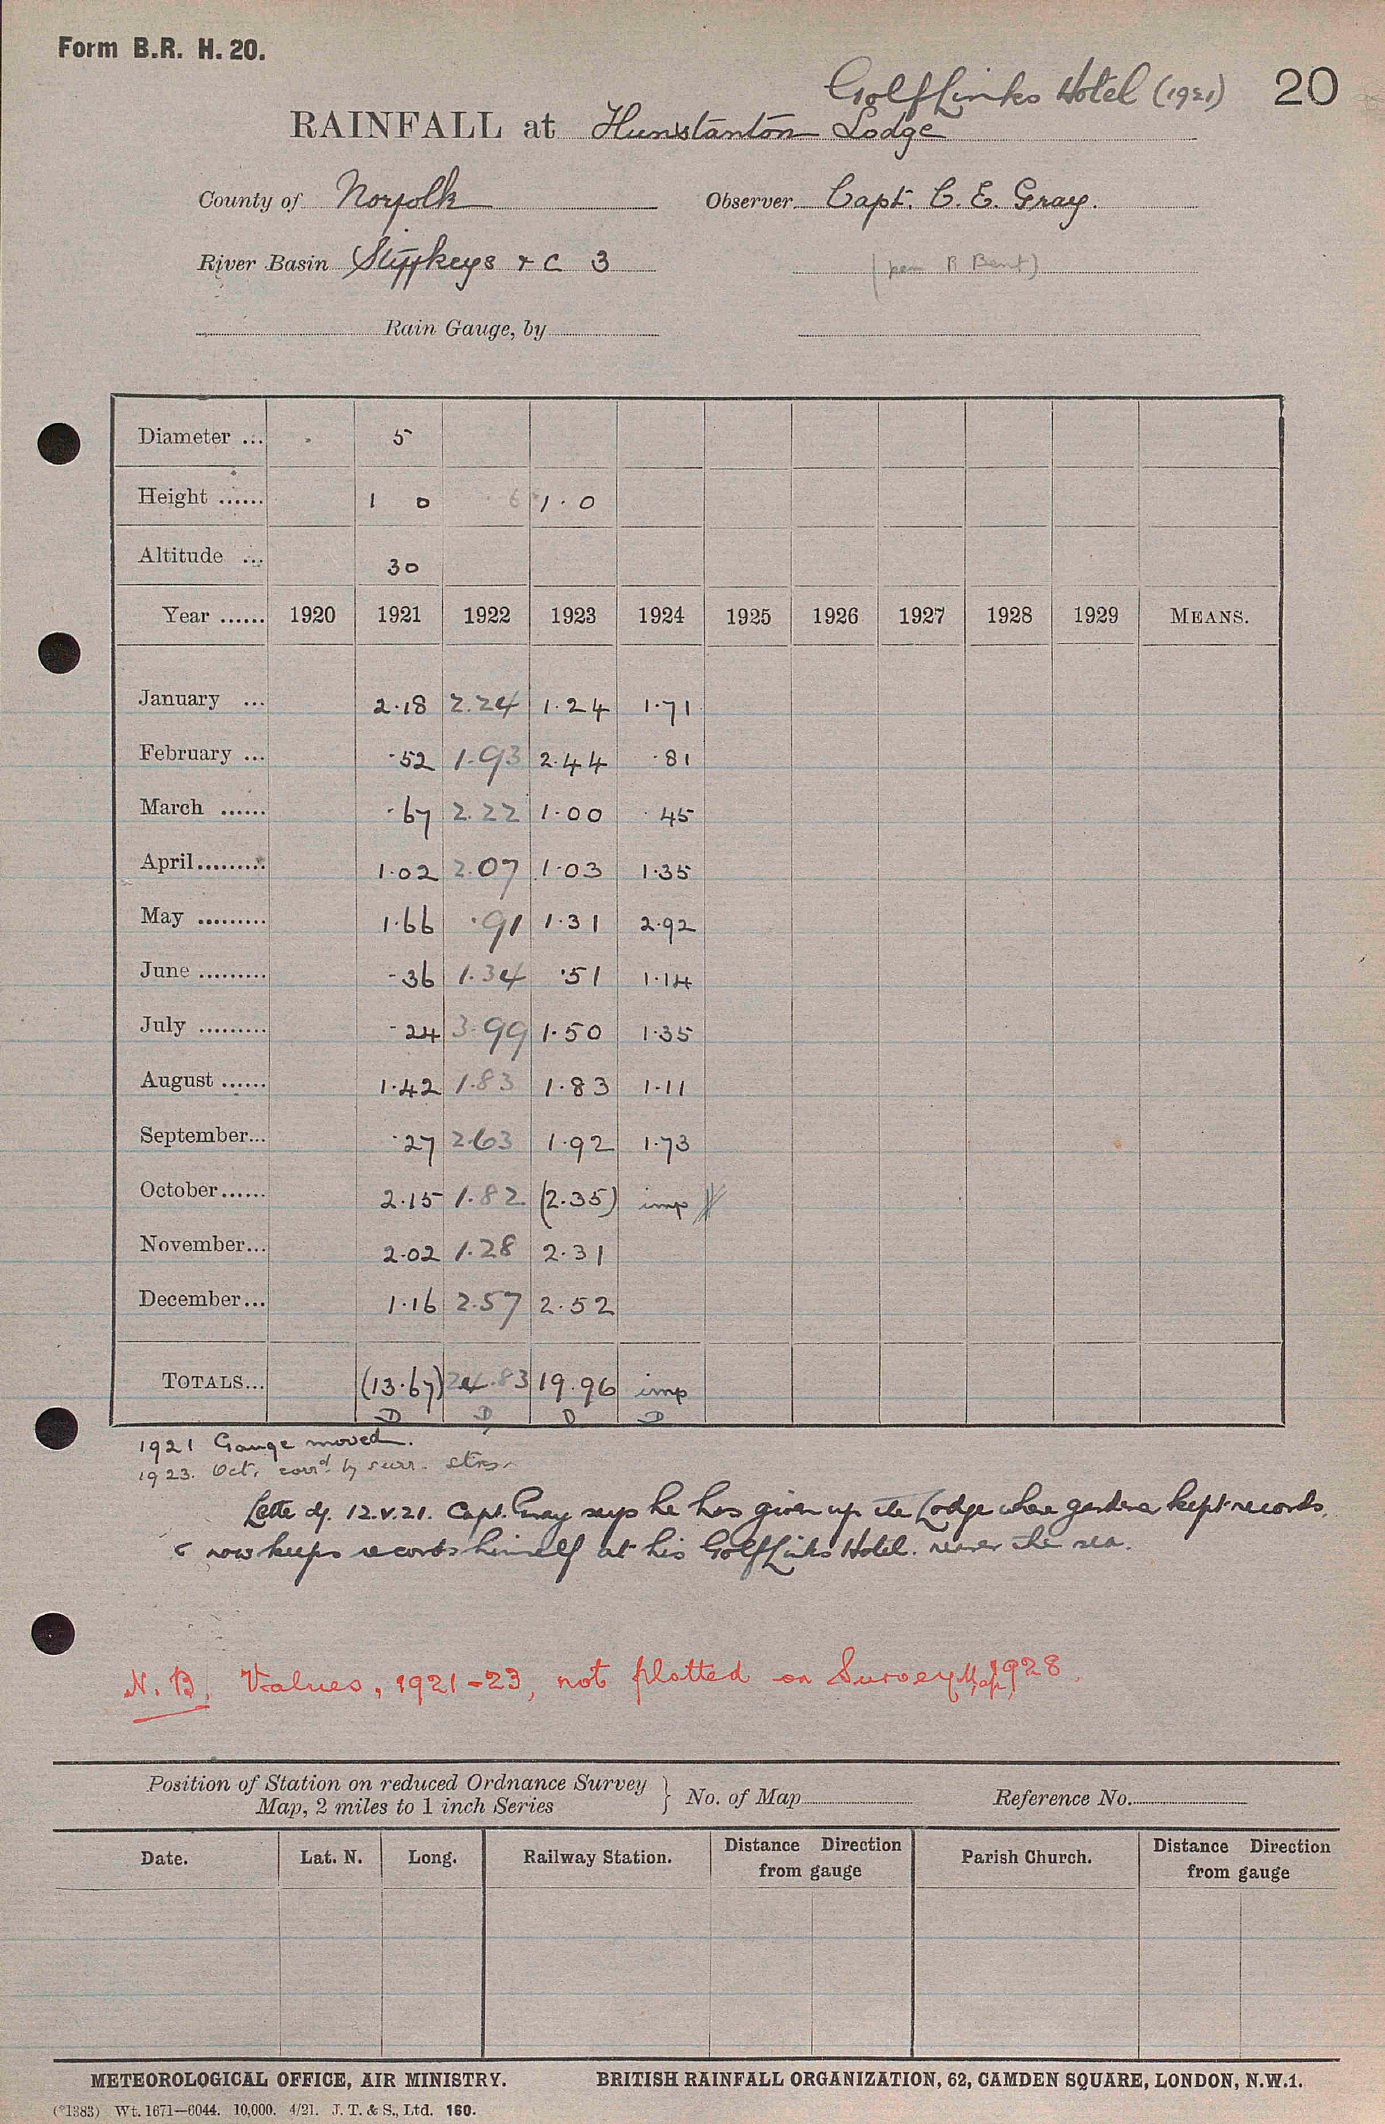 Form B.R. H. 20.
Golf Links Hotel (1921) 20
RAINFALL at Hunstanton Lodge
County of Norfolk Observer Capt. C. E. Gray.
River Basin Stiffkeys + C 3 (per R Bent)
Rain Gauge, by
Diameter ... 5
Height ...... 1 0 6 1.0
Altitude ... 30
Year ...... 1920 1921 1922 1923 1924 1925 1926 1927 1928 1929 MEANS.
January ... 2.18 2.24 1.24 1.71
February ... .52 1.93 2.44 .81
March ...... .67 2.22 1.00 .45
April......... 1.02 2.07 1.03 1.35
May ......... 1.66 .91 1.31 2.92
June ......... .36 1.34 .51 1.14
July ......... .24 3.99 1.50 1.35
August ...... 1.42 1.83 1.83 1.11
September... .27 2.63 1.92 1.73
October...... 2.15 1.82 (2.35) imp
November... 2.02 1.28 2.31
December... 1.16 2.57 2.52
TOTALS... (13.67) 24.83 19.96 imp
D D D D
1921 Gauge moved.
1923. Oct. corrd. by surr. stns.
Letter of 12.V.21. Capt. Gray says he has given up the Lodge where gardener kept records,
& now keeps records himself at his Golf Links Hotel. nearer the sea.
N.B. Values, 1921-23, not plotted on Survey Map, 1928.
Position of Station on reduced Ordnance Survey
Map, 2 miles to 1 inch Series } No. of Map Reference No.
Date. Lat. N. Long. Railway Station. Distance Direction from gauge Parish Church. Distance Direction from gauge
METEOROLOGICAL OFFICE, AIR MINISTRY. BRITISH RAINFALL ORGANIZATION, 62, CAMDEN SQUARE, LONDON, N.W.1.
(*1383) Wt. 1671—6044. 10,000. 4/21. J. T. & S., Ltd. 160.